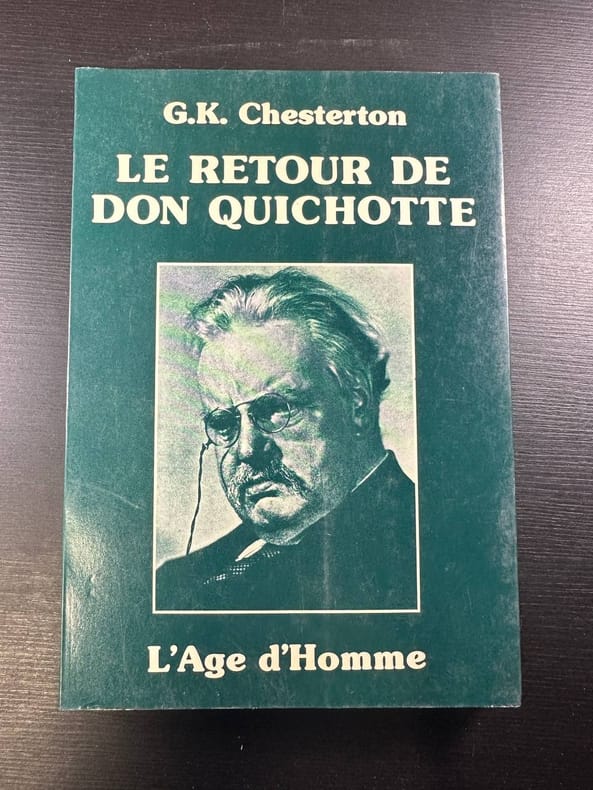 G.K. Chesterton
LE RETOUR DE
DON QUICHOTTE
L'Age d'Homme